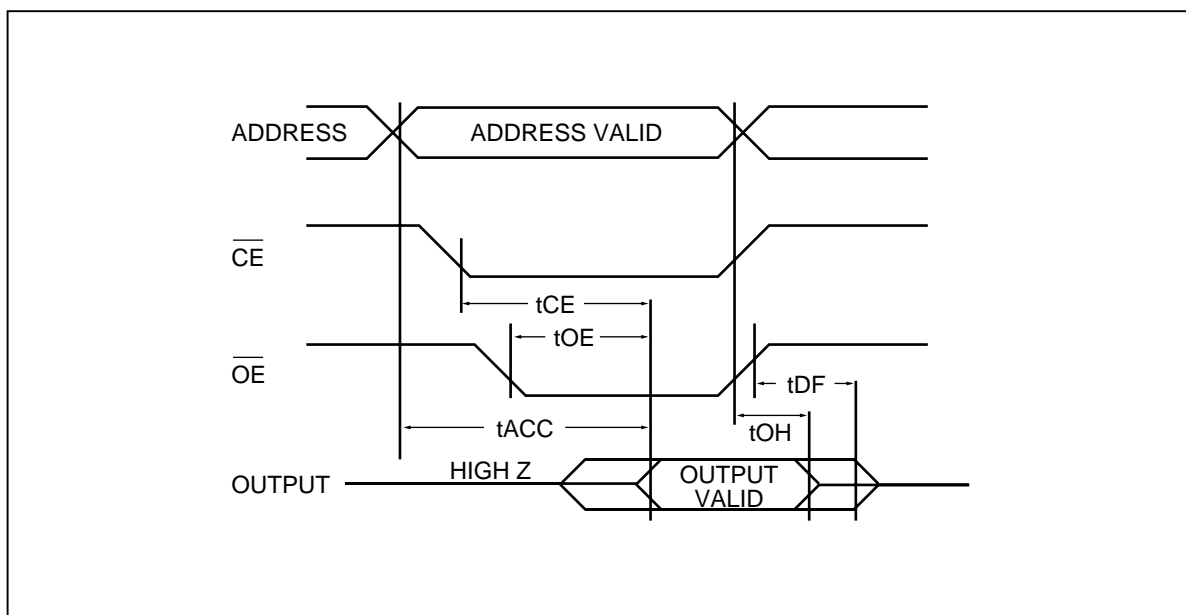 ADDRESS
ADDRESS VALID
CE
tCE
tOE
OE
tDF
tACC
tOH
HIGH Z
OUTPUT
OUTPUT
VALID